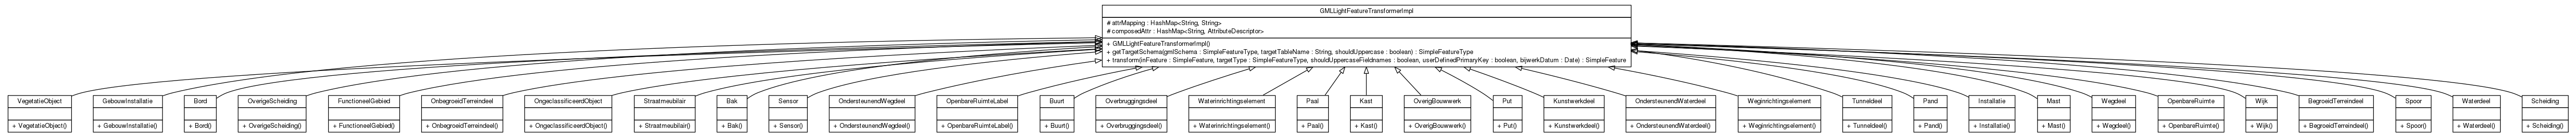 GMLLightFeatureTransformerImpl
# attrMapping : HashMap<String, String>
# composedAttr : HashMap<String, AttributeDescriptor>
+ GMLLightFeatureTransformerImpl()
+ getTargetSchema(gmlSchema : SimpleFeatureType, targetTableName : String, shouldUppercase : boolean) : SimpleFeatureType
+ transform(inFeature : SimpleFeature, targetType : SimpleFeatureType, shouldUppercaseFieldnames : boolean, userDefinedPrimaryKey : boolean, bijwerkDatum : Date) : SimpleFeature
VegetatieObject
+ VegetatieObject()
GebouwInstallatie
+ GebouwInstallatie()
Bord
+ Bord()
OverigeScheiding
+ OverigeScheiding()
FunctioneelGebied
+ FunctioneelGebied()
OnbegroeidTerreindeel
+ OnbegroeidTerreindeel()
OngeclassificeerdObject
+ OngeclassificeerdObject()
Straatmeubilair
+ Straatmeubilair()
Bak
+ Bak()
Sensor
+ Sensor()
OndersteunendWegdeel
+ OndersteunendWegdeel()
OpenbareRuimteLabel
+ OpenbareRuimteLabel()
Buurt
+ Buurt()
Overbruggingsdeel
+ Overbruggingsdeel()
Waterinrichtingselement
+ Waterinrichtingselement()
Paal
+ Paal()
Kast
+ Kast()
OverigBouwwerk
+ OverigBouwwerk()
Put
+ Put()
Kunstwerkdeel
+ Kunstwerkdeel()
OndersteunendWaterdeel
+ OndersteunendWaterdeel()
Weginrichtingselement
+ Weginrichtingselement()
Tunneldeel
+ Tunneldeel()
Pand
+ Pand()
Installatie
+ Installatie()
Mast
+ Mast()
Wegdeel
+ Wegdeel()
OpenbareRuimte
+ OpenbareRuimte()
Wijk
+ Wijk()
BegroeidTerreindeel
+ BegroeidTerreindeel()
Spoor
+ Spoor()
Waterdeel
+ Waterdeel()
Scheiding
+ Scheiding()